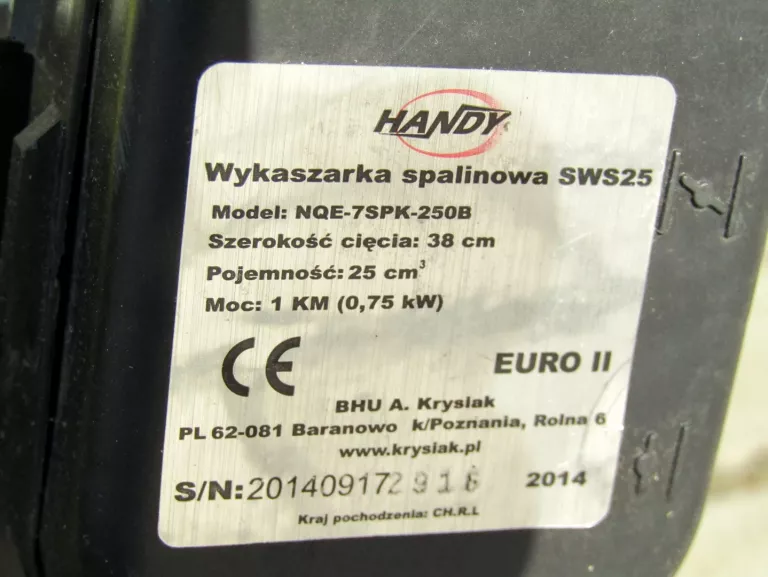 HANDY
Wykaszarka spalinowa SWS25
Model: NQE-7SPK-250B
Szerokość cięcia: 38 cm
Pojemność: 25 cm³
Moc: 1 KM (0,75 kW)
CE EURO II
BHU A. Krysiak
PL 62-081 Baranowo k/Poznania, Rolna 6
www.krysiak.pl
S/N: 2014
Kraj pochodzenia: CH.R.L